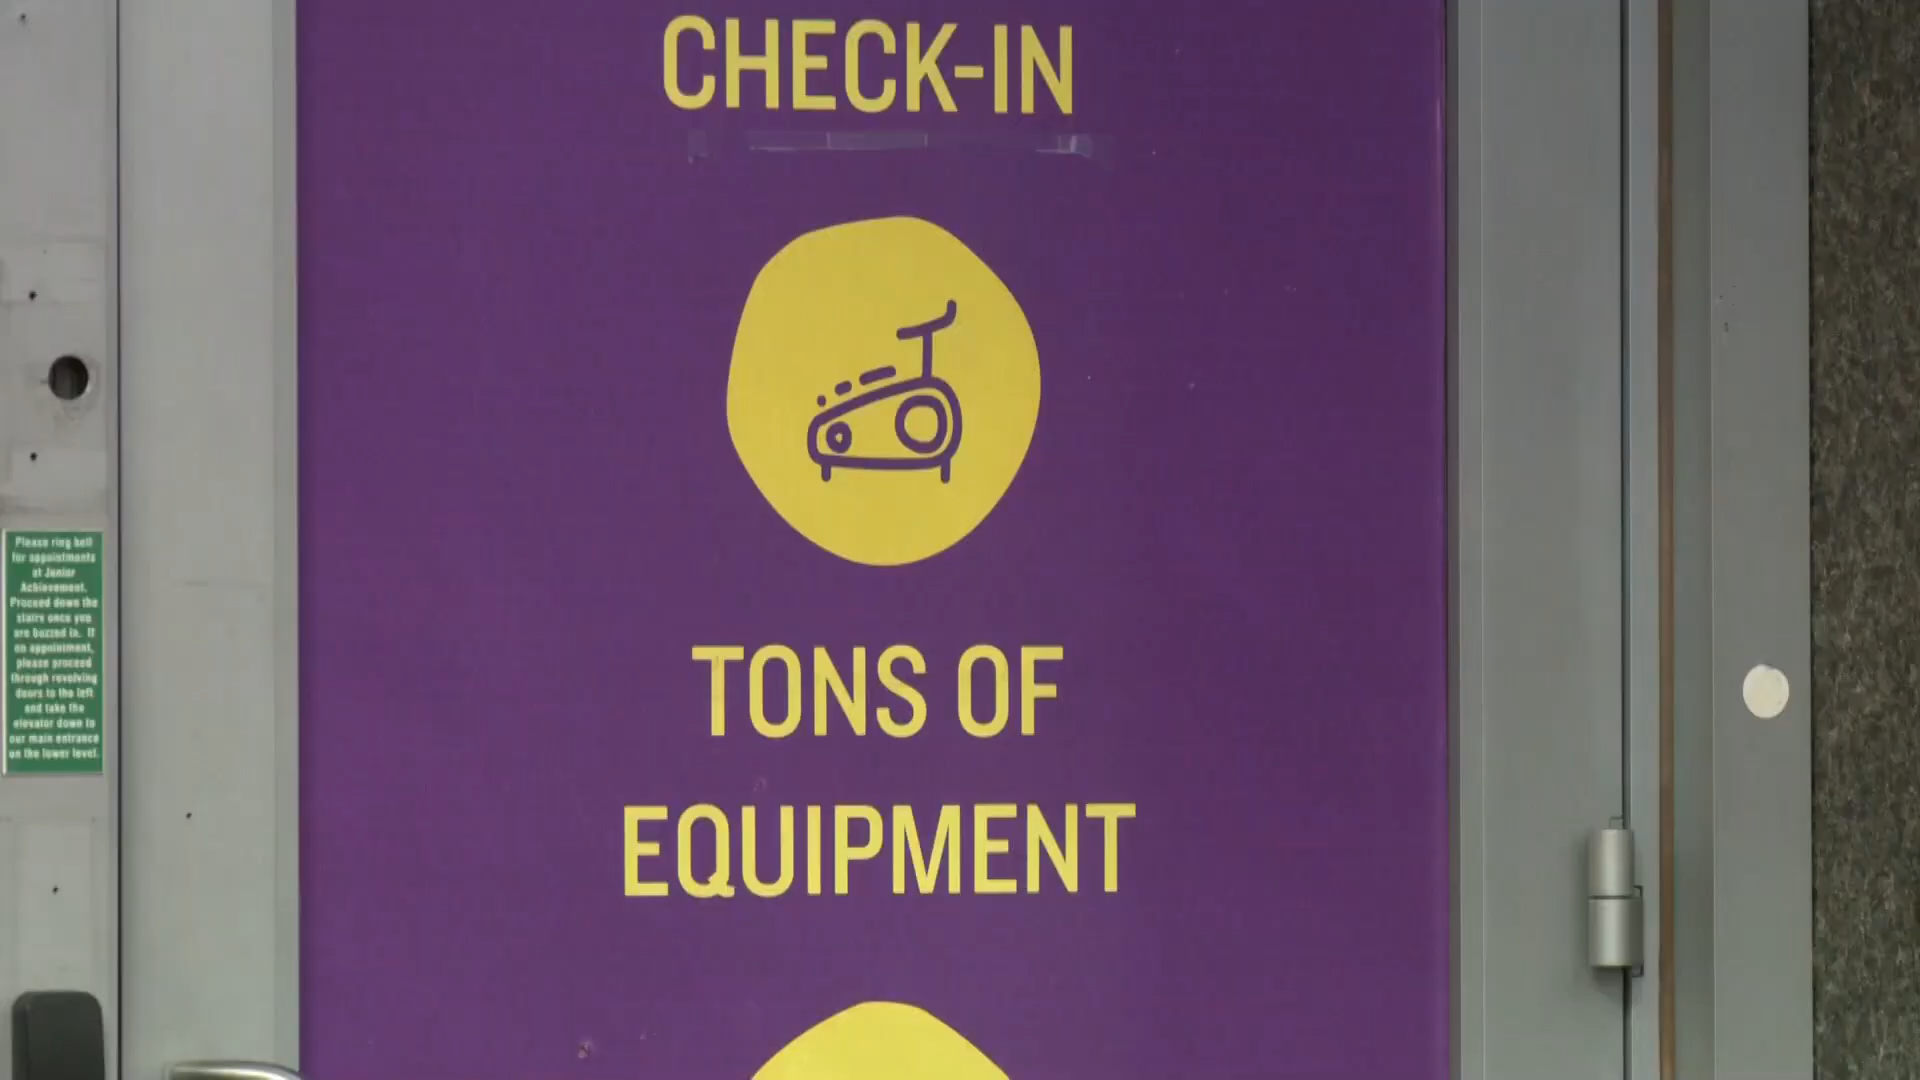 CHECK-IN
TONS OF
EQUIPMENT
Please ring bell
for appointments
at Junior
Achievement.
Proceed down the
stairs once you
are buzzed in. If
on appointment,
please proceed
through revolving
doors to the left
and take the
elevator down to
our main entrance
on the lower level.